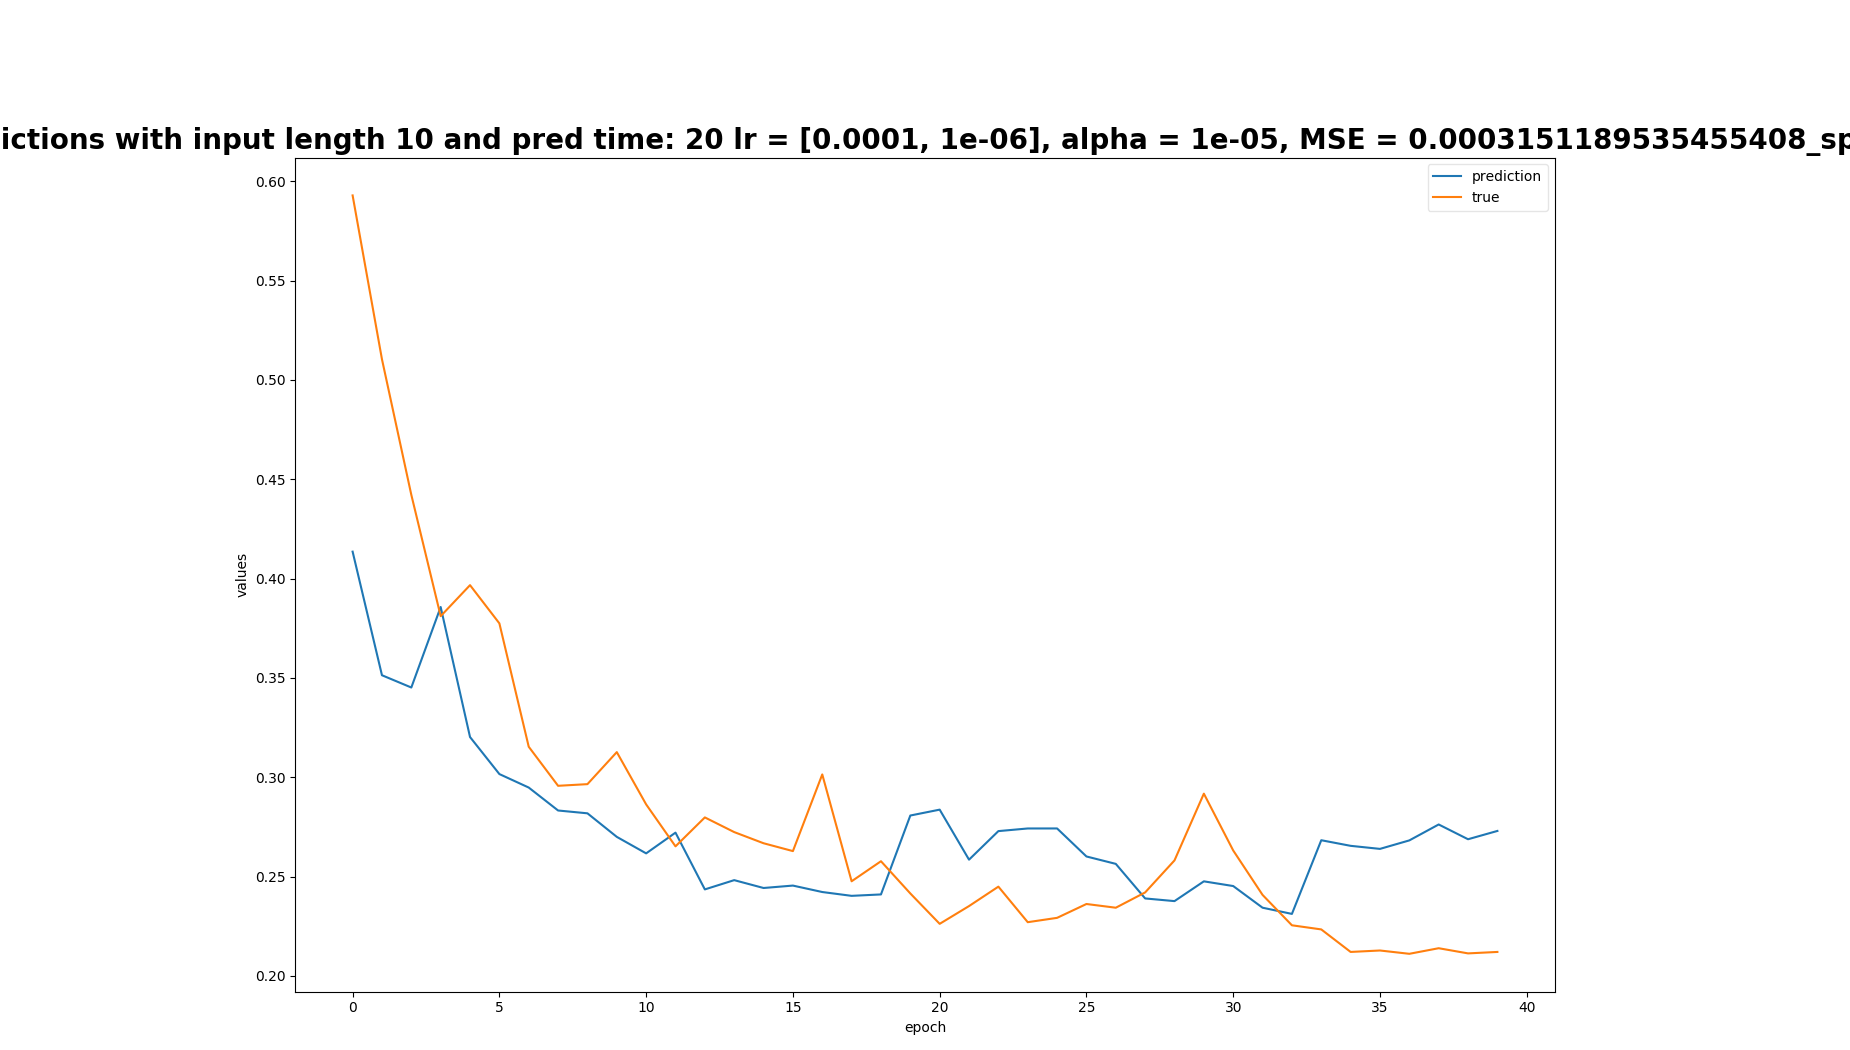 ictions with input length 10 and pred time: 20 lr = [0.0001, 1e-06], alpha = 1e-05, MSE = 0.0003151189535455408_sp
prediction
true
0.60
0.55
0.50
0.45
0.40
0.35
0.30
0.25
0.20
values
0 5 10 15 20 25 30 35 40
epoch